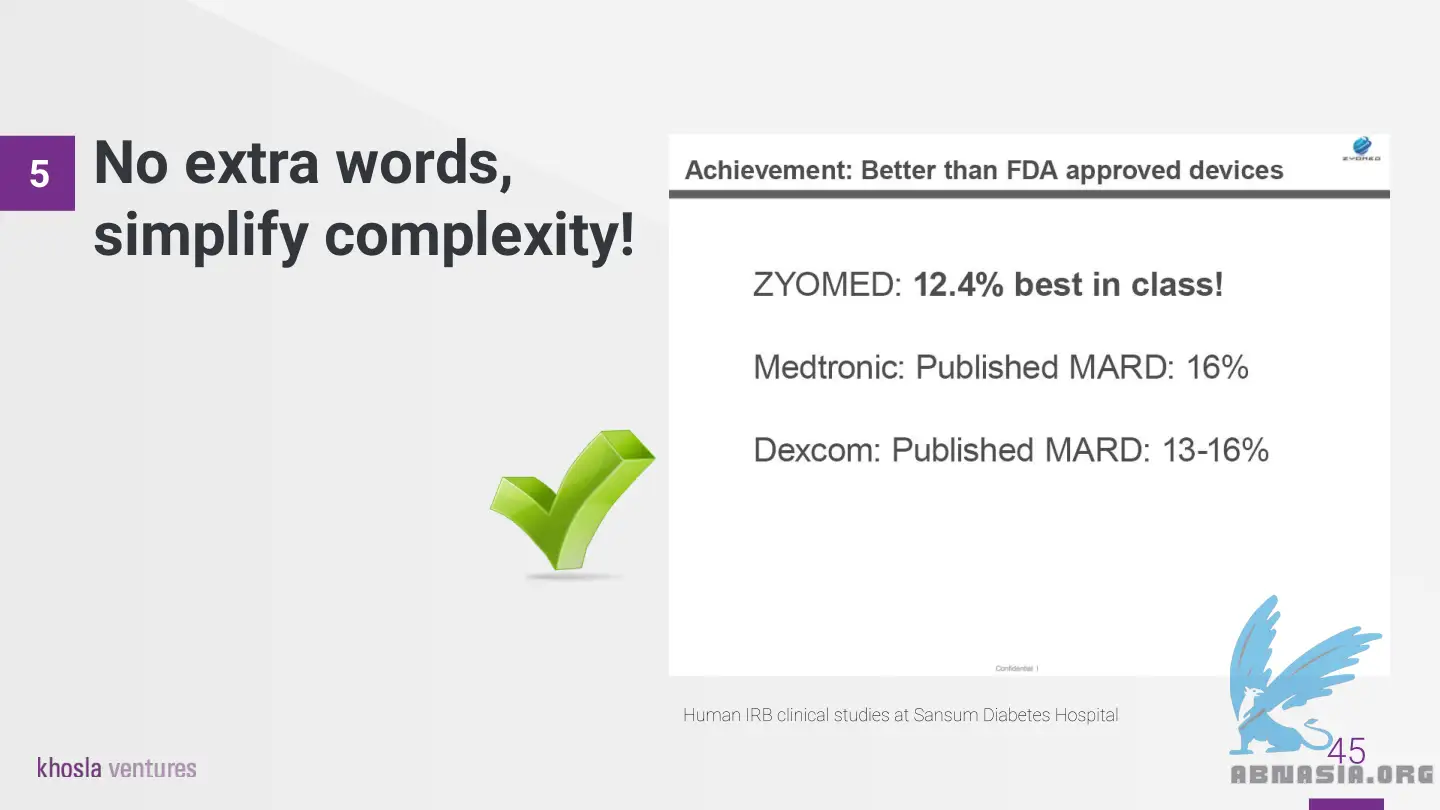 5
No extra words,
simplify complexity!
ZYOMED
Achievement: Better than FDA approved devices
ZYOMED: 12.4% best in class!
Medtronic: Published MARD: 16%
Dexcom: Published MARD: 13-16%
Confidential |
Human IRB clinical studies at Sansum Diabetes Hospital
khosla ventures
45
ABNASIA.ORG